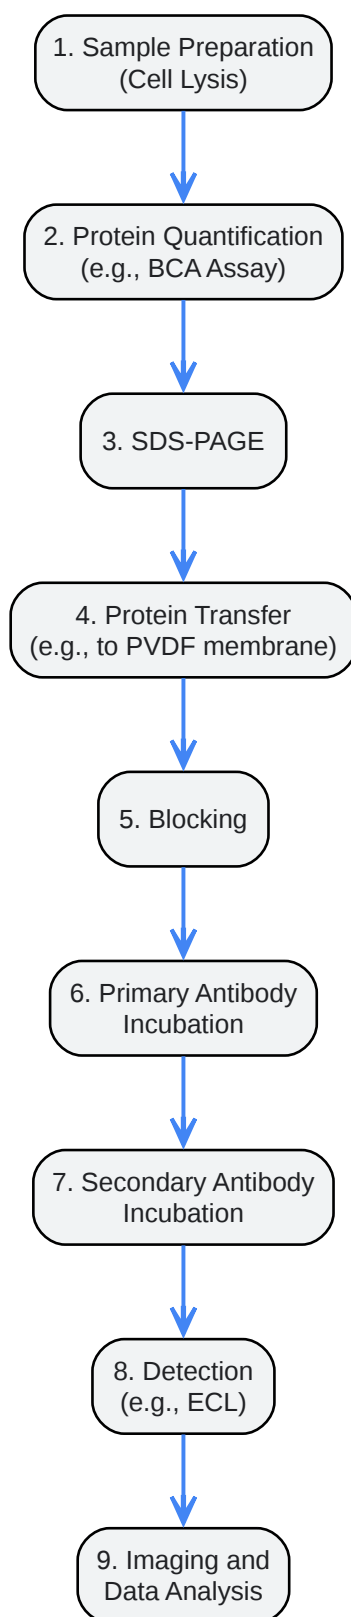 1. Sample Preparation
(Cell Lysis)
2. Protein Quantification
(e.g., BCA Assay)
3. SDS-PAGE
4. Protein Transfer
(e.g., to PVDF membrane)
5. Blocking
6. Primary Antibody
Incubation
7. Secondary Antibody
Incubation
8. Detection
(e.g., ECL)
9. Imaging and
Data Analysis